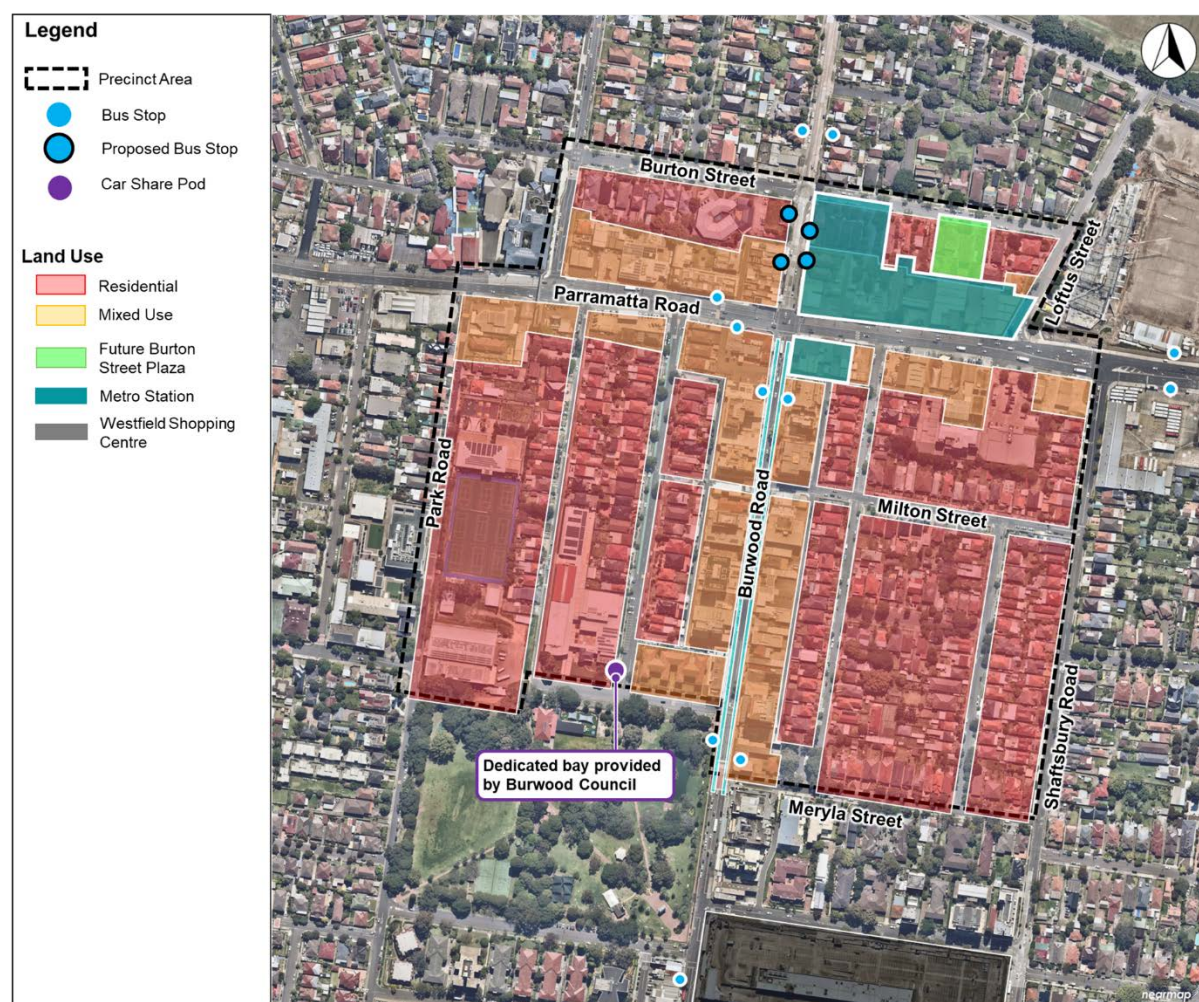 Legend
Precinct Area
Bus Stop
Proposed Bus Stop
Car Share Pod
Land Use
Residential
Mixed Use
Future Burton
Street Plaza
Metro Station
Westfield Shopping
Centre
Burton Street
Loftus Street
Parramatta Road
Park Road
Burwood Road
Milton Street
Shaftsbury Road
Dedicated bay provided
by Burwood Council
Meryla Street
nearmap